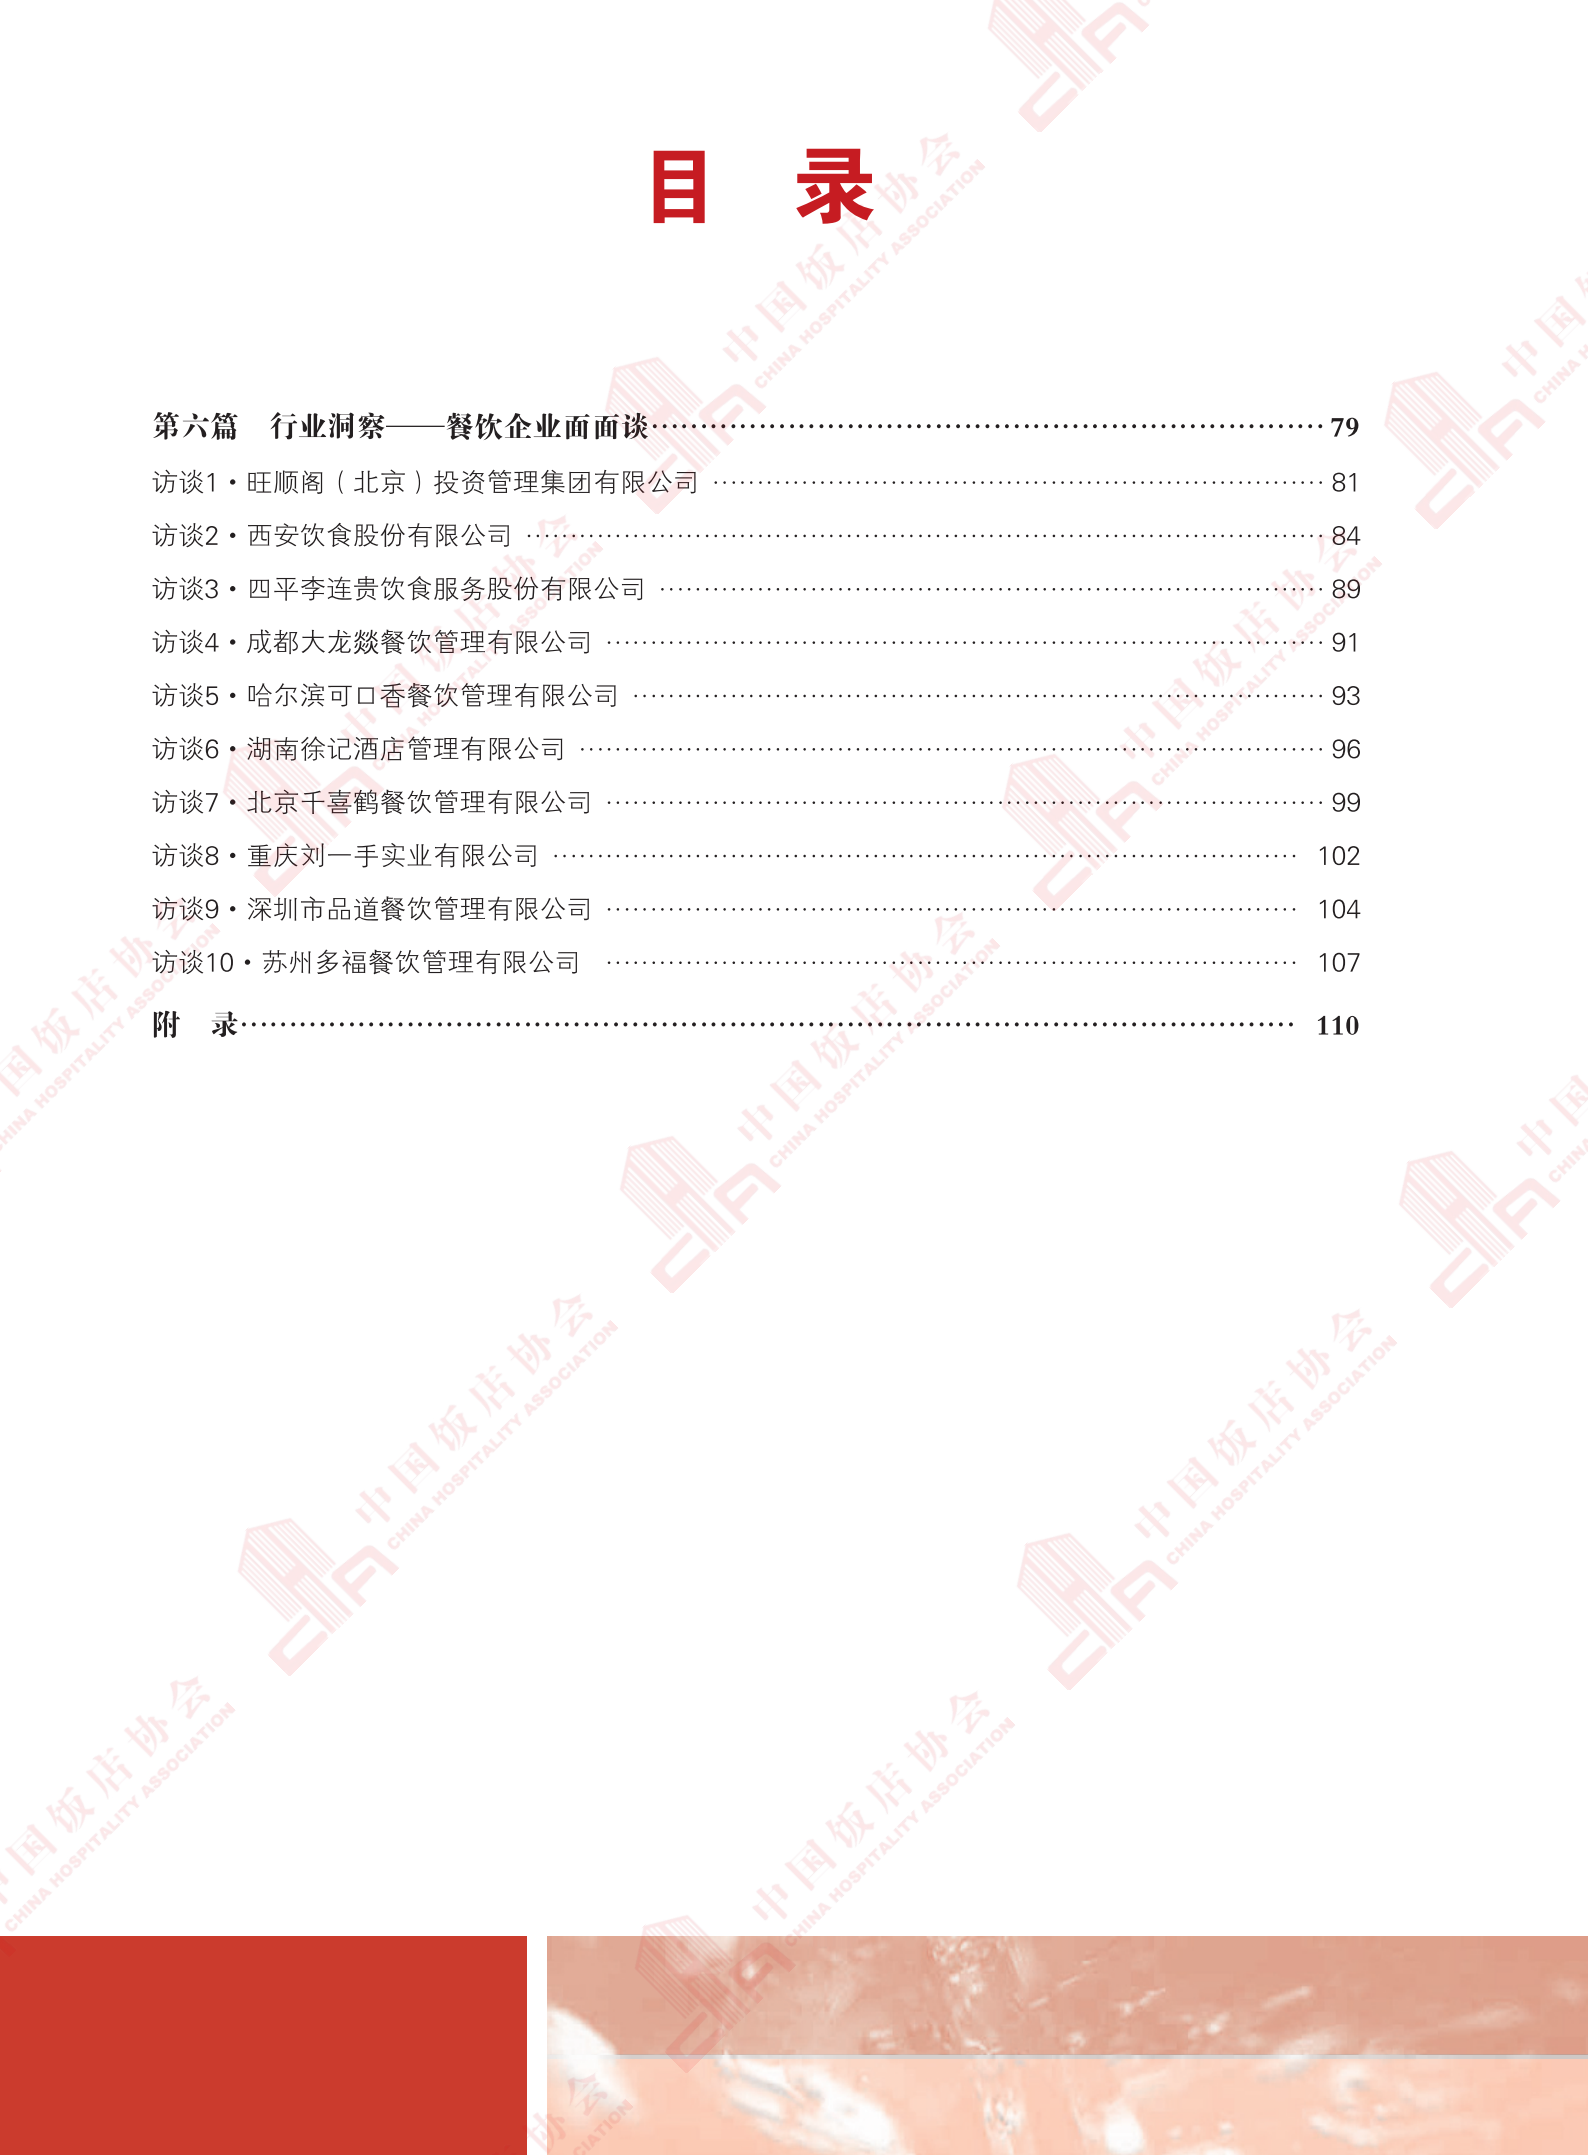 目 录
第六篇 行业洞察——餐饮企业面面谈 79
访谈1·旺顺阁（北京）投资管理集团有限公司 81
访谈2·西安饮食股份有限公司 84
访谈3·四平李连贵饮食服务股份有限公司 89
访谈4·成都大龙燚餐饮管理有限公司 91
访谈5·哈尔滨可口香餐饮管理有限公司 93
访谈6·湖南徐记酒店管理有限公司 96
访谈7·北京千喜鹤餐饮管理有限公司 99
访谈8·重庆刘一手实业有限公司 102
访谈9·深圳市品道餐饮管理有限公司 104
访谈10·苏州多福餐饮管理有限公司 107
附 录 110
中国饭店协会
CHINA HOSPITALITY ASSOCIATION